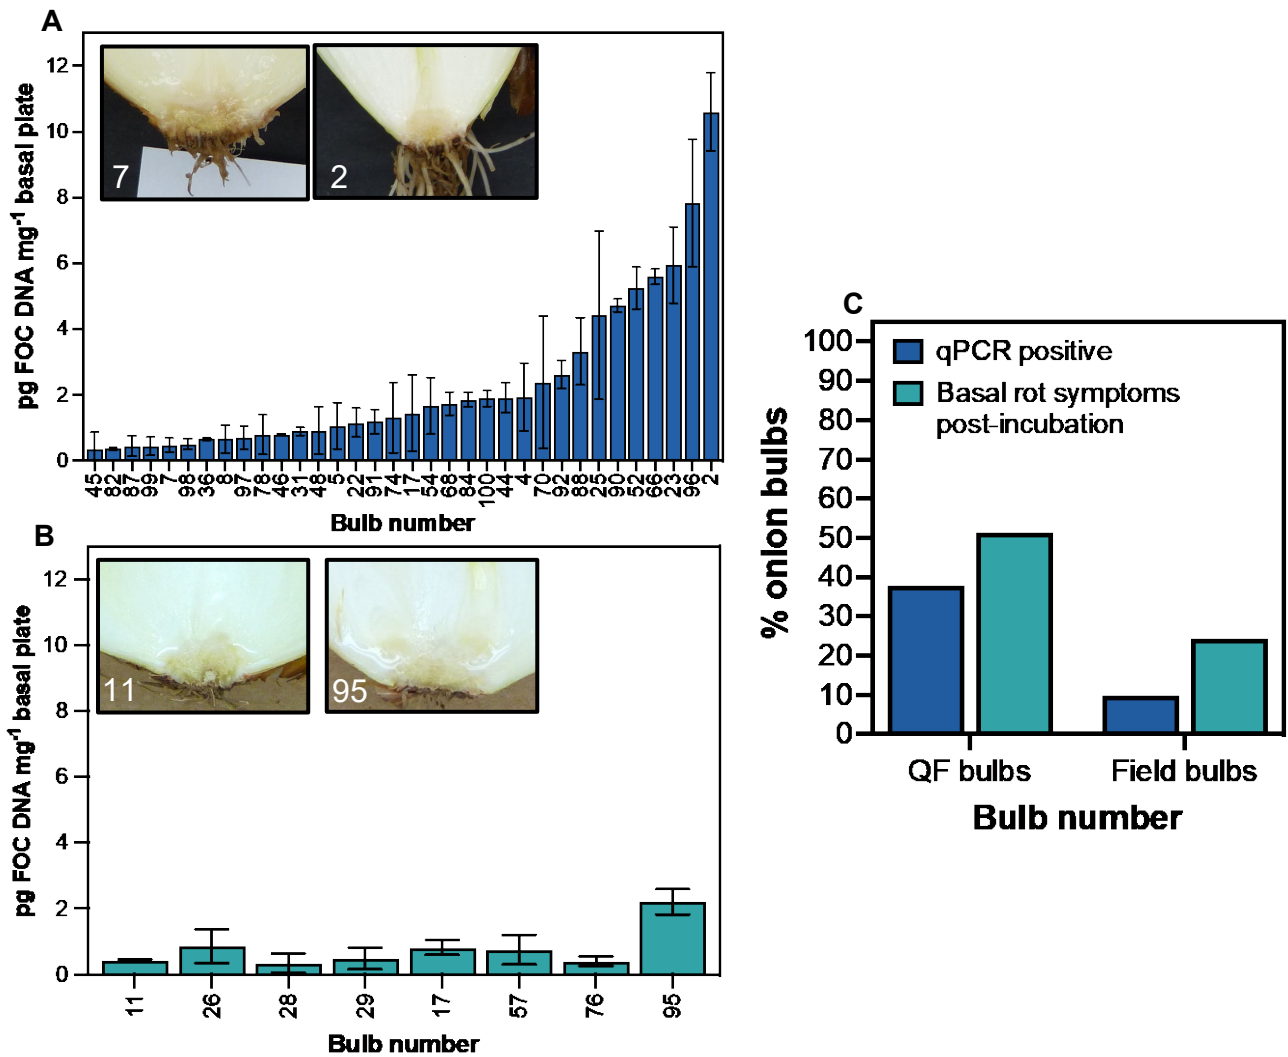 A
pg FOC DNA mg-1 basal plate
12
10
8
6
4
2
0
7
2
45 82 87 99 7 98 36 8 97 78 46 31 48 5 22 91 74 17 54 68 84 100 44 4 70 92 88 25 90 52 66 23 96 2
Bulb number
B
pg FOC DNA mg-1 basal plate
12
10
8
6
4
2
0
11
95
11 26 28 29 17 57 76 95
Bulb number
C
% onion bulbs
100
90
80
70
60
50
40
30
20
10
0
qPCR positive
Basal rot symptoms
post-incubation
QF bulbs Field bulbs
Bulb number